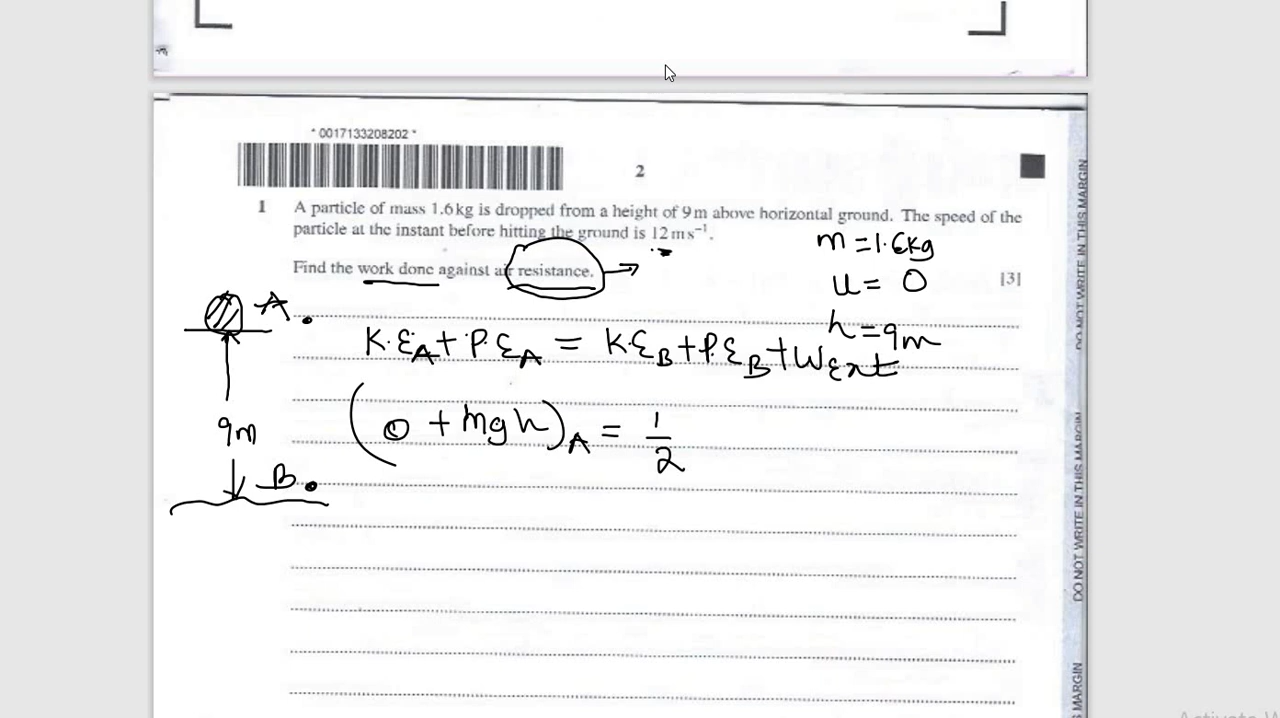 * 0017133208202 *
2
1 A particle of mass 1.6 kg is dropped from a height of 9 m above horizontal ground. The speed of the
particle at the instant before hitting the ground is 12 m s⁻¹.
Find the work done against air resistance. [3]
m = 1.6kg
u = 0
h = 9m
A
K.E_A + P.E_A = K.E_B + P.E_B + W_Ext
9m
(0 + mgh)_A = 1/2
B
DO NOT WRITE IN THIS MARGIN
DO NOT WRITE IN THIS MARGIN
S MARGIN